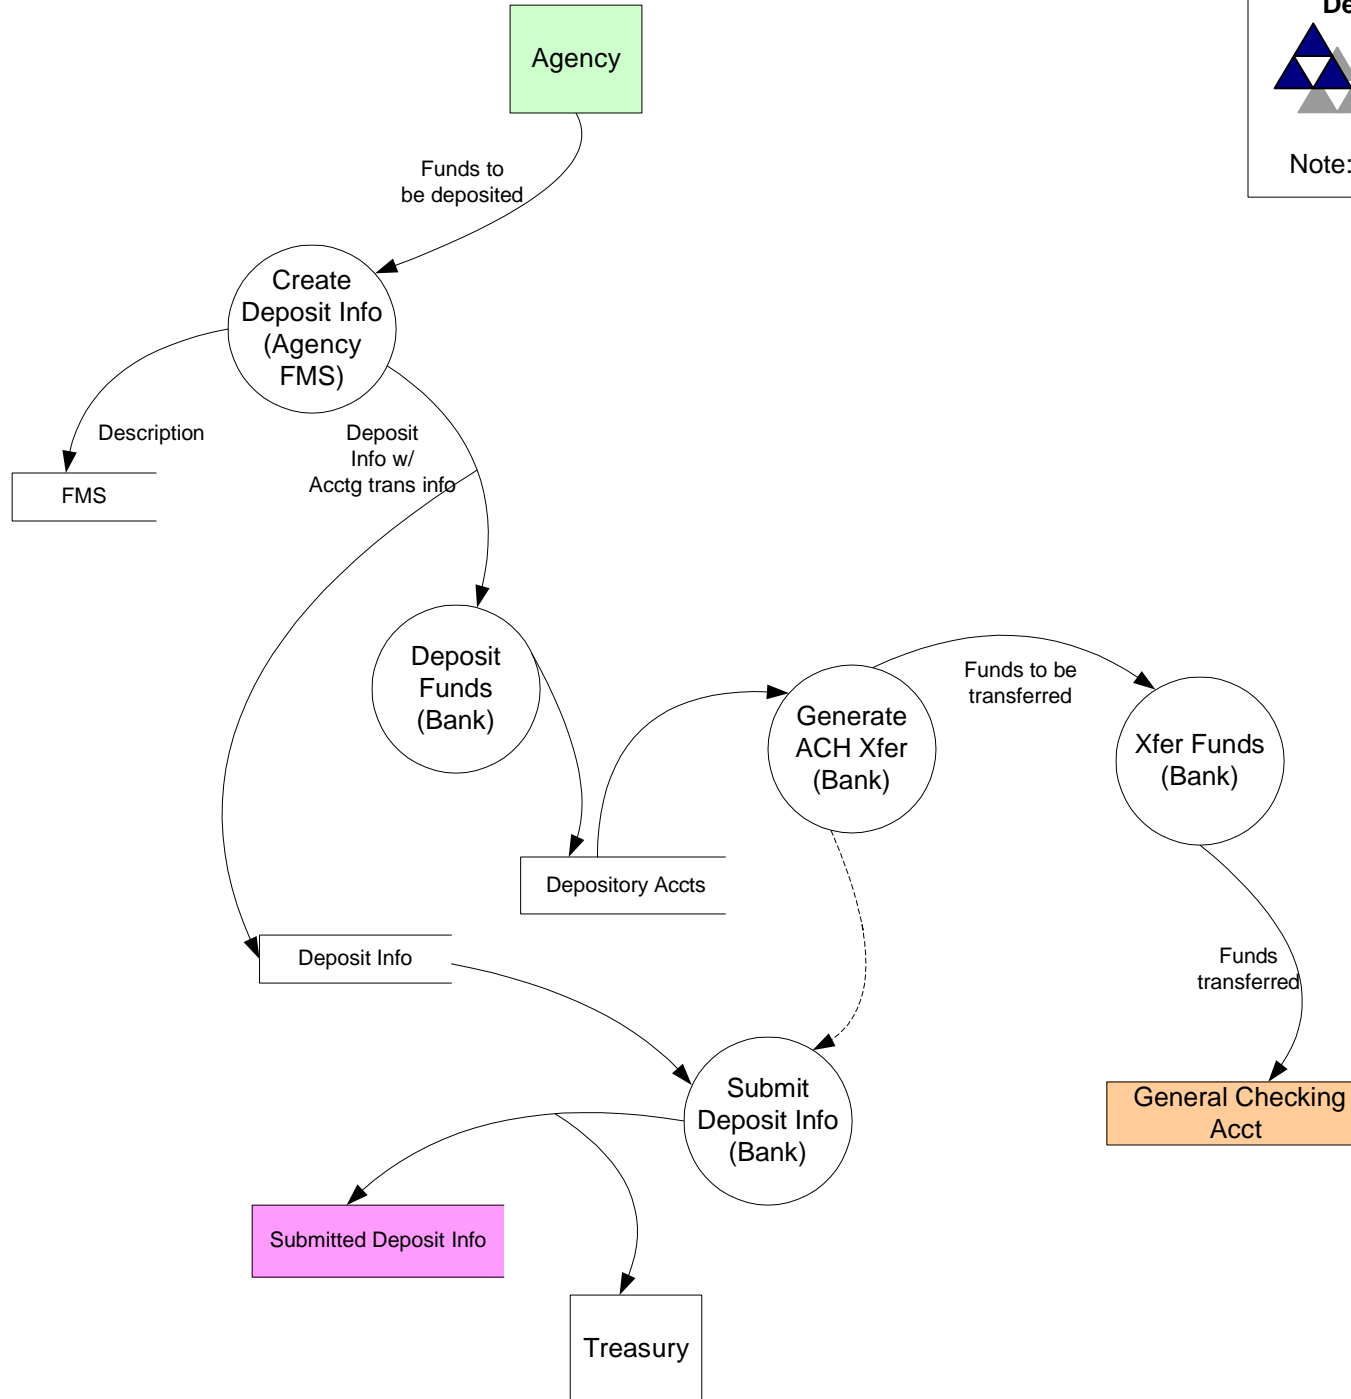 De
Note:
Agency
Funds to
be deposited
Create
Deposit Info
(Agency
FMS)
Description
Deposit
Info w/
Acctg trans info
FMS
Deposit
Funds
(Bank)
Generate
ACH Xfer
(Bank)
Funds to be
transferred
Xfer Funds
(Bank)
Depository Accts
Deposit Info
Funds
transferred
Submit
Deposit Info
(Bank)
General Checking
Acct
Submitted Deposit Info
Treasury